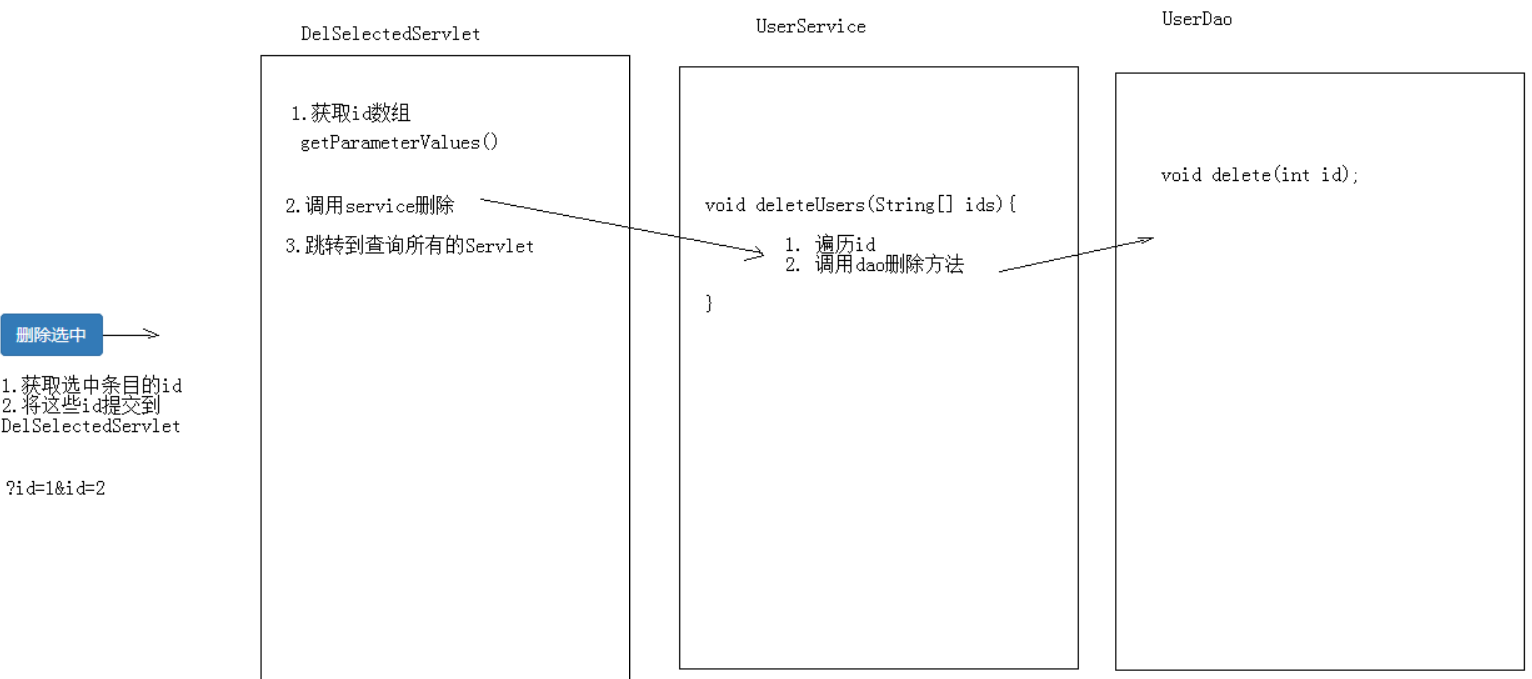 删除选中
1.获取选中条目的id
2.将这些id提交到
DelSelectedServlet
?id=1&id=2
DelSelectedServlet
1.获取id数组
getParameterValues()
2.调用service删除
3.跳转到查询所有的Servlet
UserService
void deleteUsers(String[] ids){
1. 遍历id
2. 调用dao删除方法
}
UserDao
void delete(int id);